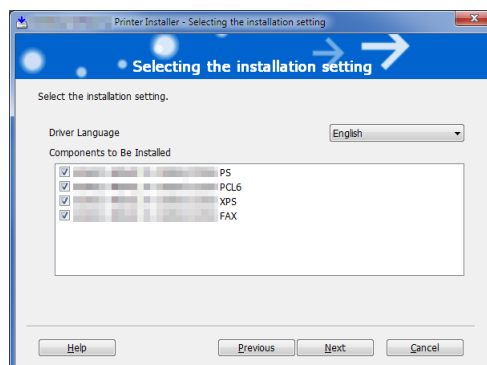 Printer Installer - Selecting the installation setting
Selecting the installation setting
Select the installation setting.
Driver Language
English
Components to Be Installed
PS
PCL6
XPS
FAX
Help
Previous
Next
Cancel